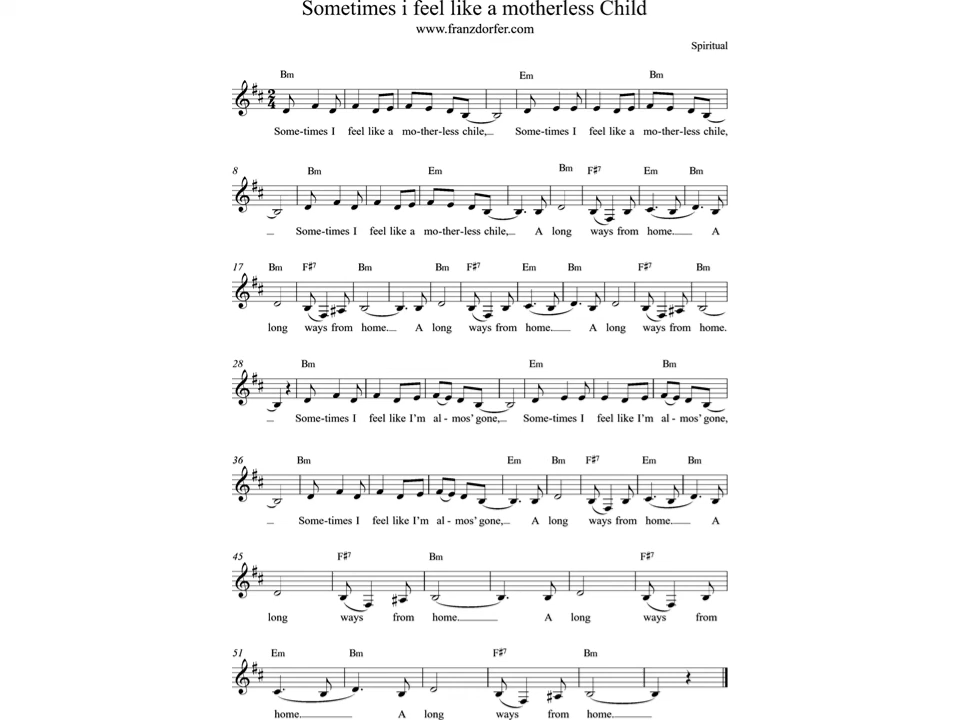 Sometimes i feel like a motherless Child
www.franzdorfer.com
Spiritual
Bm Em Bm
2/4
Some-times I feel like a mo-ther-less chile, Some-times I feel like a mo-ther-less chile,
8 Bm Em Bm F#7 Em Bm
Some-times I feel like a mo-ther-less chile, A long ways from home. A
17 Bm F#7 Bm Bm F#7 Em Bm F#7 Bm
long ways from home. A long ways from home. A long ways from home.
28 Bm Em Bm
Some-times I feel like I'm al - mos' gone, Some-times I feel like I'm al - mos' gone,
36 Bm Em Bm F#7 Em Bm
Some-times I feel like I'm al - mos' gone, A long ways from home. A
45 F#7 Bm F#7
long ways from home. A long ways from
51 Em Bm F#7 Bm
home. A long ways from home.